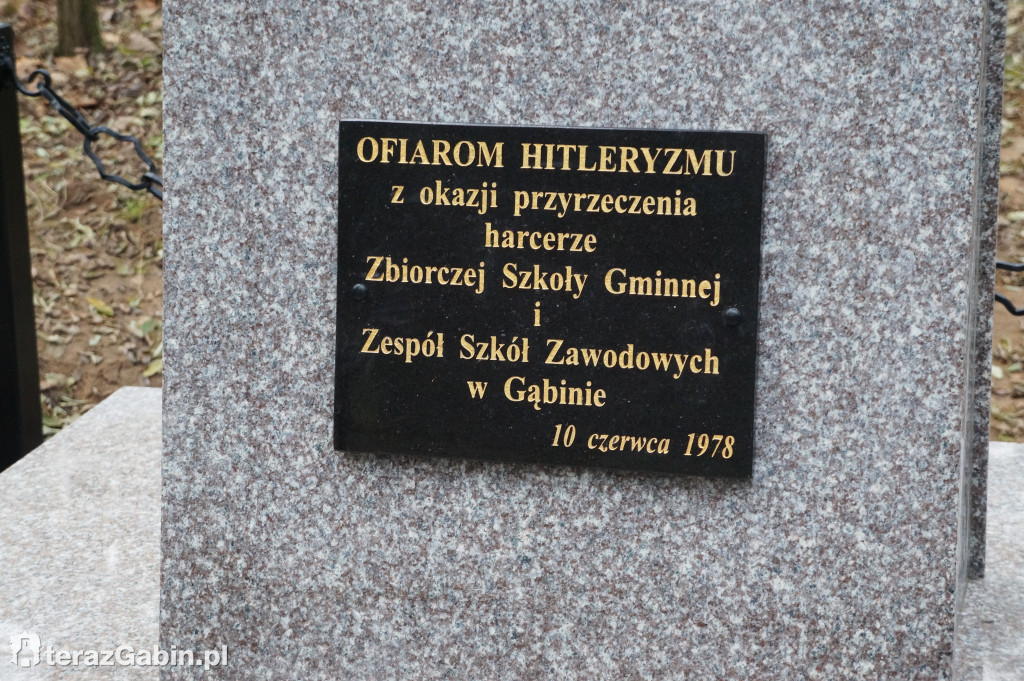 OFIAROM HITLERYZMU
z okazji przyrzeczenia
harcerze
Zbiorczej Szkoły Gminnej
i
Zespół Szkół Zawodowych
w Gąbinie
10 czerwca 1978
terazGabin.pl